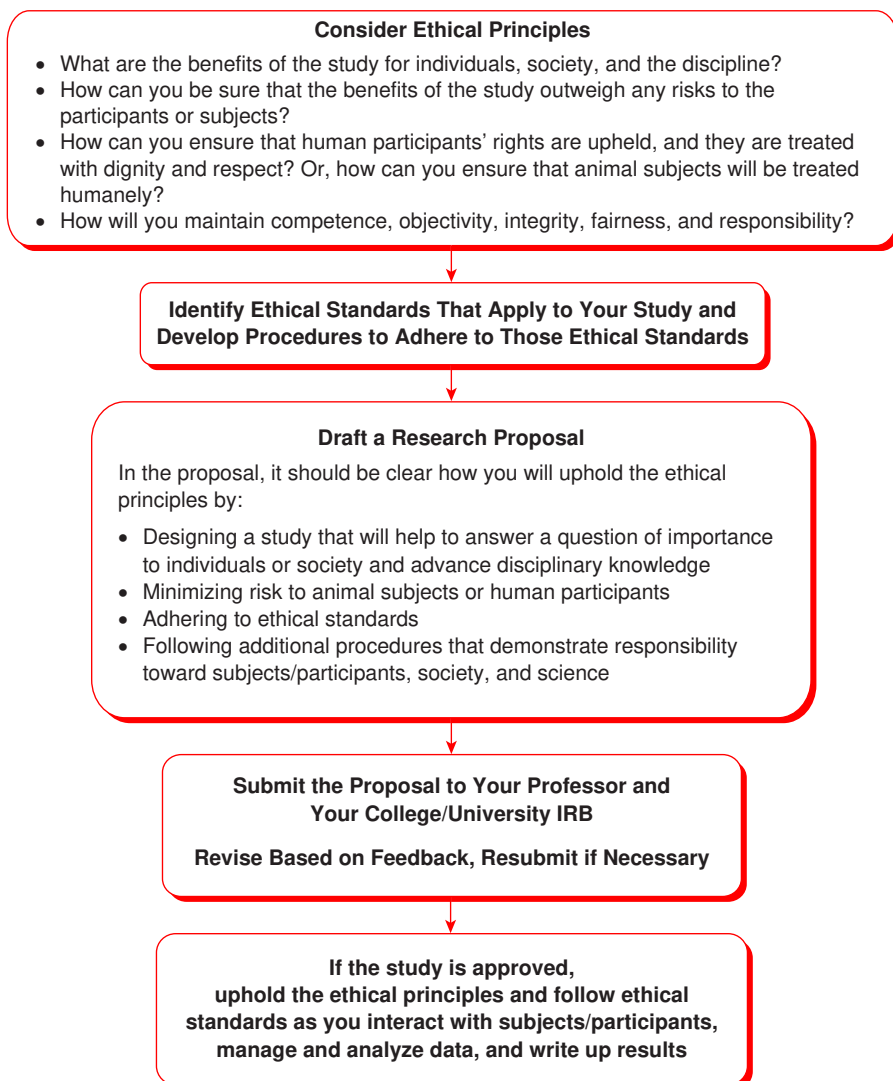 Consider Ethical Principles
• What are the benefits of the study for individuals, society, and the discipline?
• How can you be sure that the benefits of the study outweigh any risks to the
participants or subjects?
• How can you ensure that human participants’ rights are upheld, and they are treated
with dignity and respect? Or, how can you ensure that animal subjects will be treated
humanely?
• How will you maintain competence, objectivity, integrity, fairness, and responsibility?
Identify Ethical Standards That Apply to Your Study and
Develop Procedures to Adhere to Those Ethical Standards
Draft a Research Proposal
In the proposal, it should be clear how you will uphold the ethical
principles by:
• Designing a study that will help to answer a question of importance
to individuals or society and advance disciplinary knowledge
• Minimizing risk to animal subjects or human participants
• Adhering to ethical standards
• Following additional procedures that demonstrate responsibility
toward subjects/participants, society, and science
Submit the Proposal to Your Professor and
Your College/University IRB
Revise Based on Feedback, Resubmit if Necessary
If the study is approved,
uphold the ethical principles and follow ethical
standards as you interact with subjects/participants,
manage and analyze data, and write up results